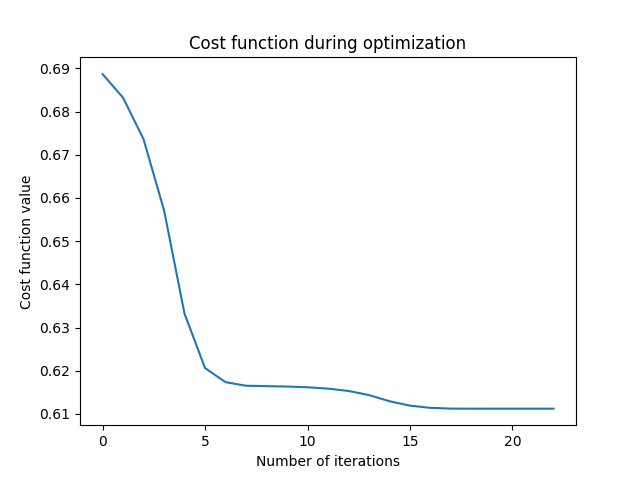 Cost function during optimization
0.69
0.68
0.67
0.66
0.65
0.64
0.63
0.62
0.61
Cost function value
0 5 10 15 20
Number of iterations